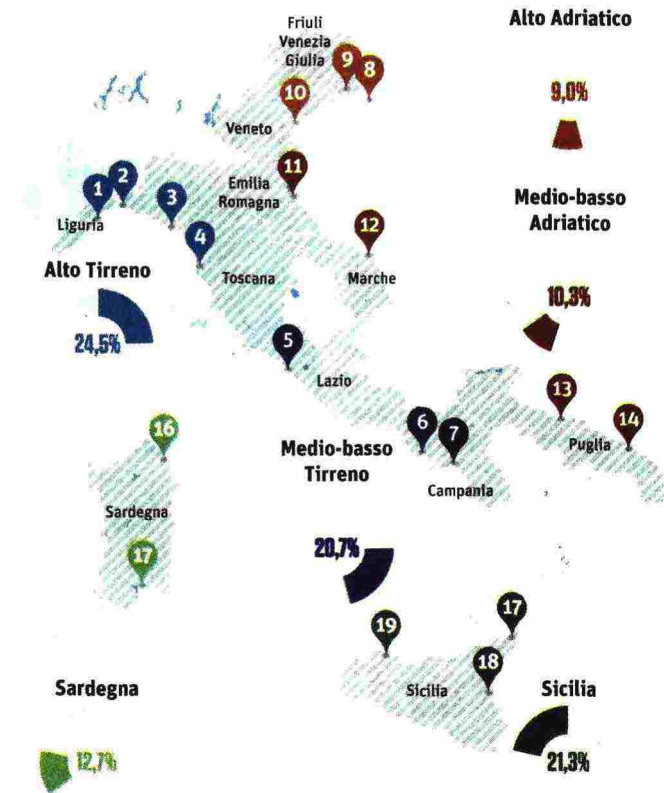 Friuli
Venezia
Giulia
Alto Adriatico
9
8
9,0%
10
Veneto
11
Emilia
Romagna
Medio-basso
Adriatico
1
2
3
Liguria
4
12
Alto Tirreno
Toscana
Marche
10,3%
24,5%
5
Lazio
13
6
7
14
Puglia
16
Medio-basso
Tirreno
Campania
Sardegna
17
20,7%
19
17
18
Sardegna
Sicilia
Sicilia
12,7%
21,3%